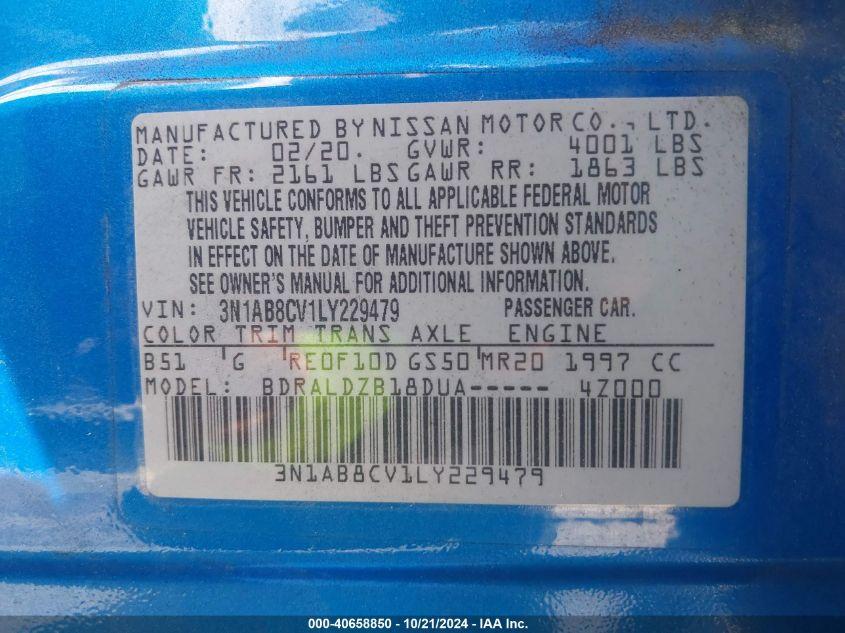 MANUFACTURED BY NISSAN MOTOR CO., LTD.
DATE: 02/20. GVWR: 4001 LBS
GAWR FR: 2161 LBS GAWR RR: 1863 LBS
THIS VEHICLE CONFORMS TO ALL APPLICABLE FEDERAL MOTOR
VEHICLE SAFETY, BUMPER AND THEFT PREVENTION STANDARDS
IN EFFECT ON THE DATE OF MANUFACTURE SHOWN ABOVE.
SEE OWNER'S MANUAL FOR ADDITIONAL INFORMATION.
VIN: 3N1AB8CV1LY229479 PASSENGER CAR.
COLOR TRIM TRANS AXLE ENGINE
B51 'G 'RE0F10D GS50'MR20 1997 CC
MODEL: BDRALDZB18DUA----- 4Z000
3N1AB8CV1LY229479
000-40658850 - 10/21/2024 - IAA, Inc.